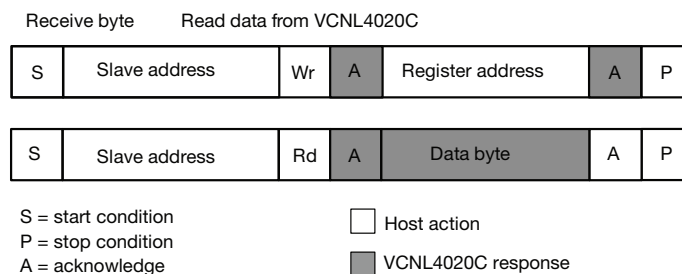 Receive byte Read data from VCNL4020C
S Slave address Wr A Register address A P
S Slave address Rd A Data byte A P
S = start condition
P = stop condition
A = acknowledge
Host action
VCNL4020C response